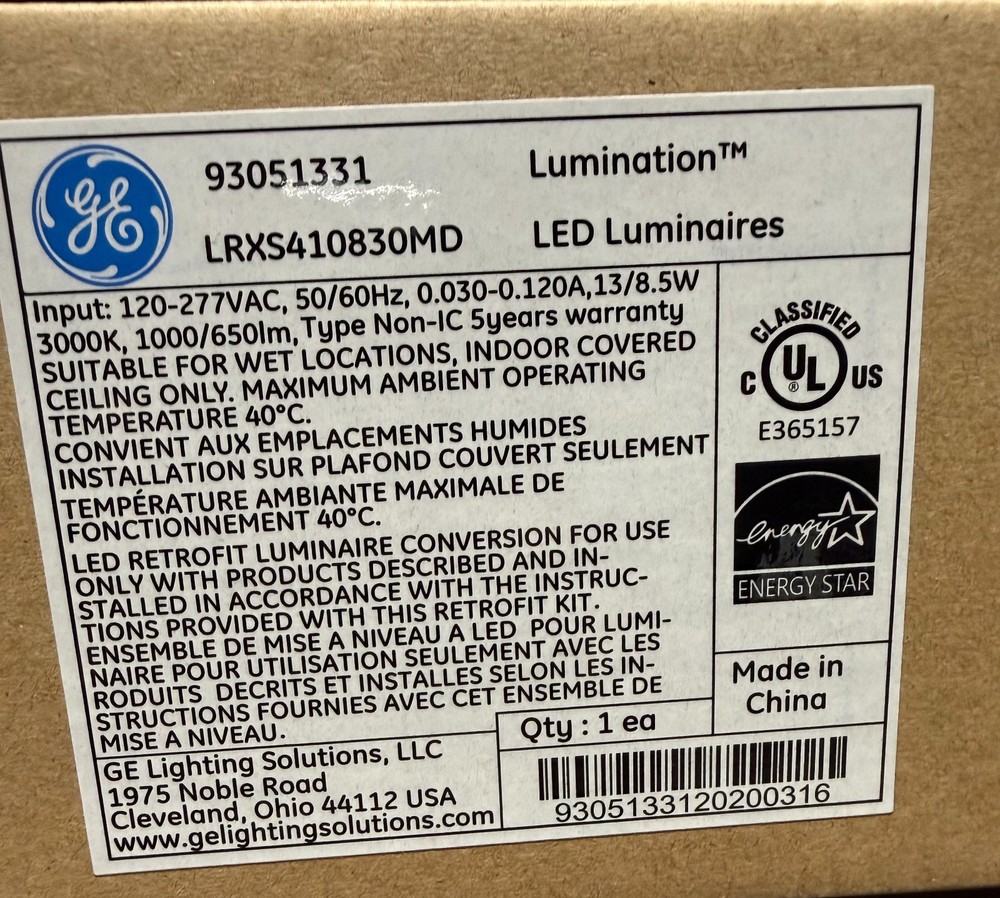 GE
93051331
Lumination™
LRXS410830MD
LED Luminaires
Input: 120-277VAC, 50/60Hz, 0.030-0.120A,13/8.5W
3000K, 1000/650lm, Type Non-IC 5years warranty
SUITABLE FOR WET LOCATIONS, INDOOR COVERED
CEILING ONLY. MAXIMUM AMBIENT OPERATING
TEMPERATURE 40°C.
CONVIENT AUX EMPLACEMENTS HUMIDES
INSTALLATION SUR PLAFOND COUVERT SEULEMENT
TEMPÉRATURE AMBIANTE MAXIMALE DE
FONCTIONNEMENT 40°C.
LED RETROFIT LUMINAIRE CONVERSION FOR USE
ONLY WITH PRODUCTS DESCRIBED AND IN-
STALLED IN ACCORDANCE WITH THE INSTRUC-
TIONS PROVIDED WITH THIS RETROFIT KIT.
ENSEMBLE DE MISE A NIVEAU A LED POUR LUMI-
NAIRE POUR UTILISATION SEULEMENT AVEC LES
RODUITS DECRITS ET INSTALLES SELON LES IN-
STRUCTIONS FOURNIES AVEC CET ENSEMBLE DE
MISE A NIVEAU.
CLASSIFIED
C UL® US
E365157
energy
ENERGY STAR
Made in
China
Qty : 1 ea
GE Lighting Solutions, LLC
1975 Noble Road
Cleveland, Ohio 44112 USA
www.gelightingsolutions.com
9305133120200316